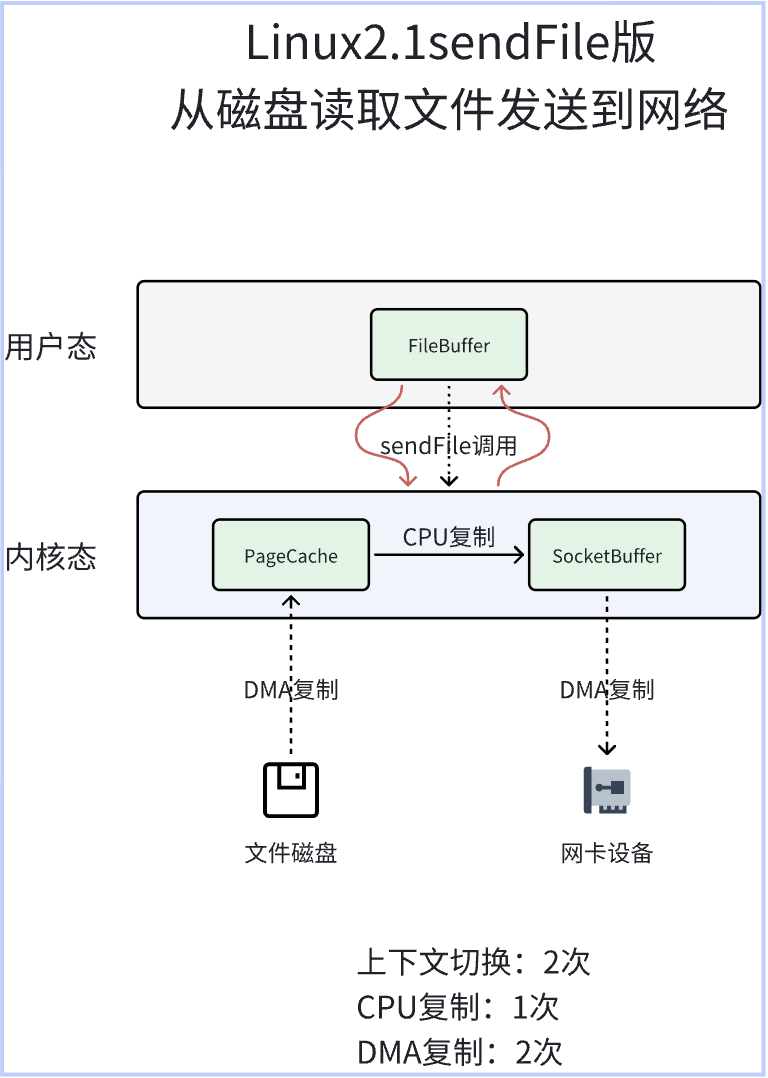 Linux2.1sendFile版
从磁盘读取文件发送到网络
用户态
FileBuffer
sendFile调用
内核态
PageCache
CPU复制
SocketBuffer
DMA复制
DMA复制
文件磁盘
网卡设备
上下文切换：2次
CPU复制：1次
DMA复制：2次